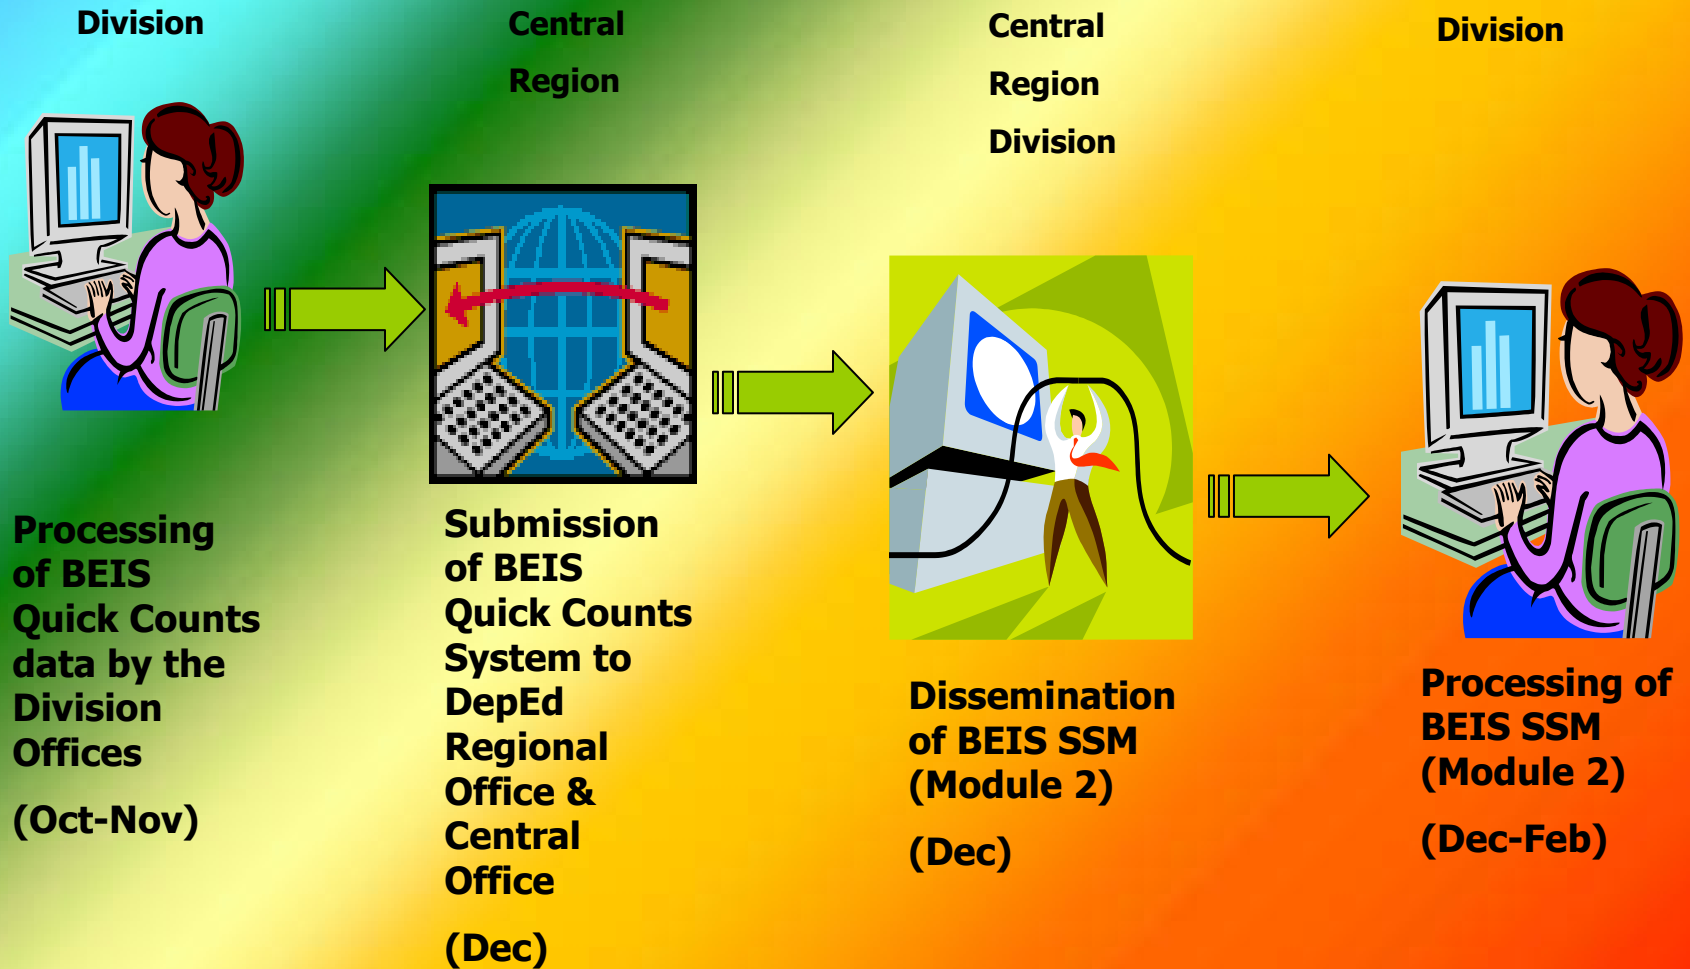 Division
Central
Region
Central
Region
Division
Division
Processing
of BEIS
Quick Counts
data by the
Division
Offices
(Oct-Nov)
Submission
of BEIS
Quick Counts
System to
DepEd
Regional
Office &
Central
Office
(Dec)
Dissemination
of BEIS SSM
(Module 2)
(Dec)
Processing of
BEIS SSM
(Module 2)
(Dec-Feb)